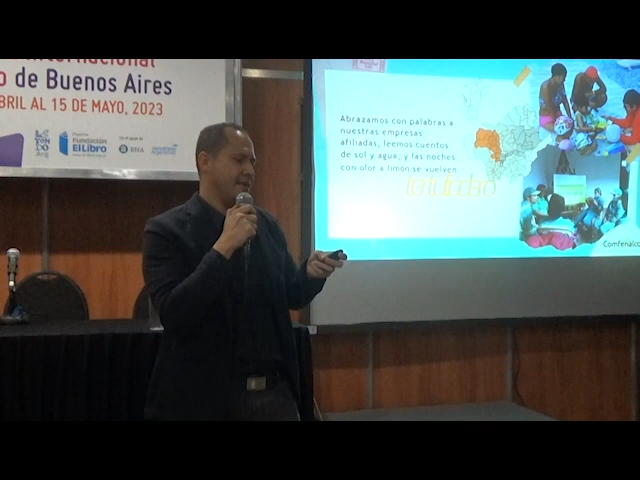 Internacional
de Buenos Aires
BRIL AL 15 DE MAYO, 2023
Fundación
El Libro
BNA
Abrazamos con palabras a
nuestras empresas
afiliadas, leemos cuentos
de sol y agua, y las noches
con olor a limón se vuelven
Comfenalco